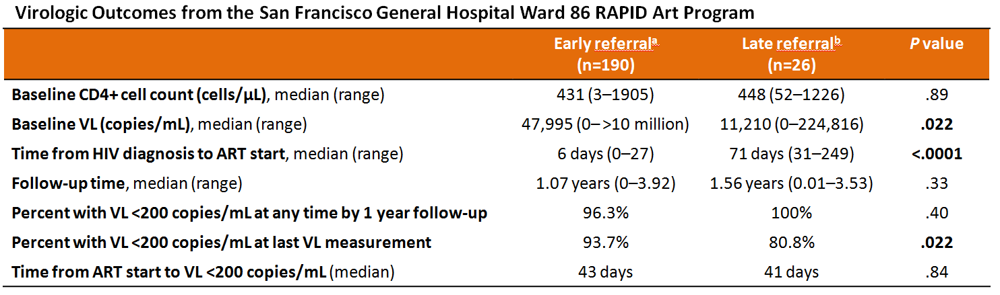 Virologic Outcomes from the San Francisco General Hospital Ward 86 RAPID Art Program
Early referralᵃ (n=190) Late referralᵇ (n=26) P value
Baseline CD4+ cell count (cells/µL), median (range) 431 (3–1905) 448 (52–1226) .89
Baseline VL (copies/mL), median (range) 47,995 (0– >10 million) 11,210 (0–224,816) .022
Time from HIV diagnosis to ART start, median (range) 6 days (0–27) 71 days (31–249) <.0001
Follow-up time, median (range) 1.07 years (0–3.92) 1.56 years (0.01–3.53) .33
Percent with VL <200 copies/mL at any time by 1 year follow-up 96.3% 100% .40
Percent with VL <200 copies/mL at last VL measurement 93.7% 80.8% .022
Time from ART start to VL <200 copies/mL (median) 43 days 41 days .84